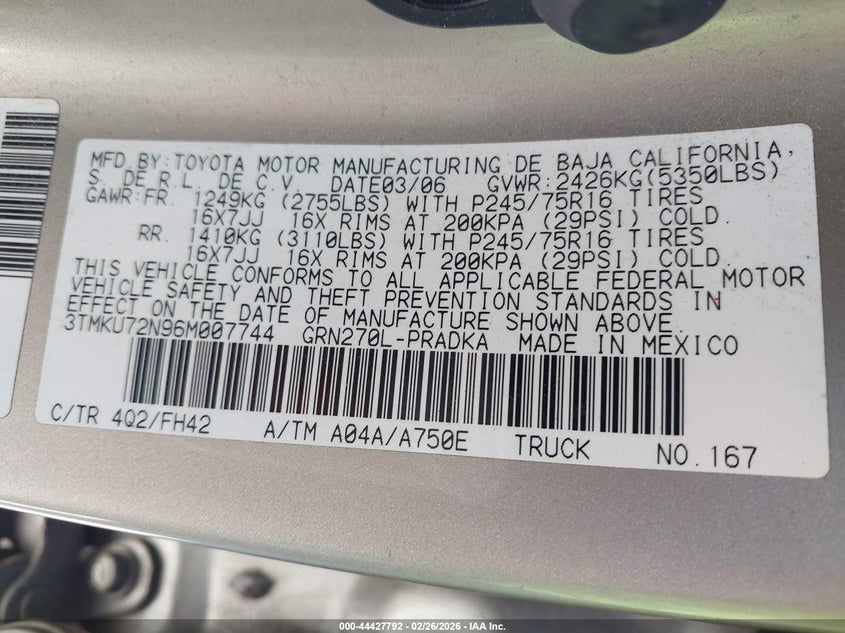 MFD BY:TOYOTA MOTOR MANUFACTURING DE BAJA CALIFORNIA,
S. DE R.L. DE C.V. DATE03/06 GVWR:2426KG(5350LBS)
GAWR:FR. 1249KG (2755LBS) WITH P245/75R16 TIRES
16X7JJ 16X RIMS AT 200KPA (29PSI) COLD.
RR. 1410KG (3110LBS) WITH P245/75R16 TIRES
16X7JJ 16X RIMS AT 200KPA (29PSI) COLD.
THIS VEHICLE CONFORMS TO ALL APPLICABLE FEDERAL MOTOR
VEHICLE SAFETY AND THEFT PREVENTION STANDARDS IN
EFFECT ON THE DATE OF MANUFACTURE SHOWN ABOVE.
3TMKU72N96M007744 GRN270L-PRADKA MADE IN MEXICO
C/TR 4Q2/FH42 A/TM A04A/A750E TRUCK NO.167
000-44427792 - 02/26/2026 - IAA Inc.